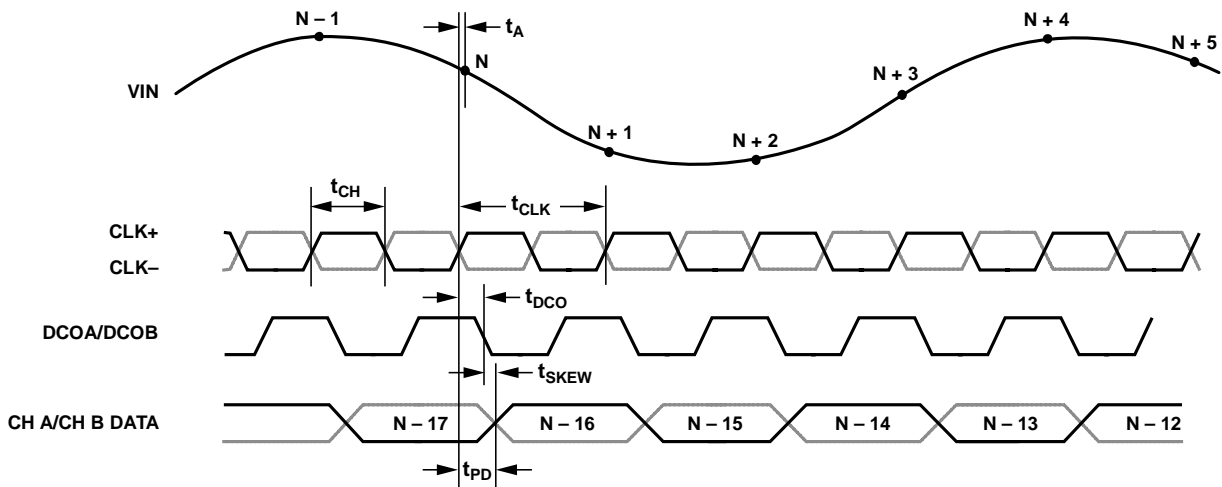 N – 1
t_A
N
N + 4
N + 5
VIN
N + 3
N + 1
N + 2
t_CH
t_CLK
CLK+
CLK–
t_DCO
DCOA/DCOB
t_SKEW
CH A/CH B DATA
N – 17
N – 16
N – 15
N – 14
N – 13
N – 12
t_PD